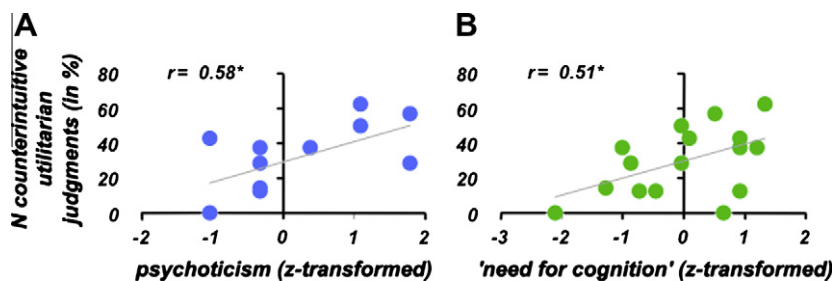 A
B
N counterintuitive
utilitarian
judgments (in %)
r = 0.58*
80
60
40
20
0
-2
-1
0
1
2
psychoticism (z-transformed)
r = 0.51*
80
60
40
20
0
-3
-2
-1
0
1
2
'need for cognition' (z-transformed)